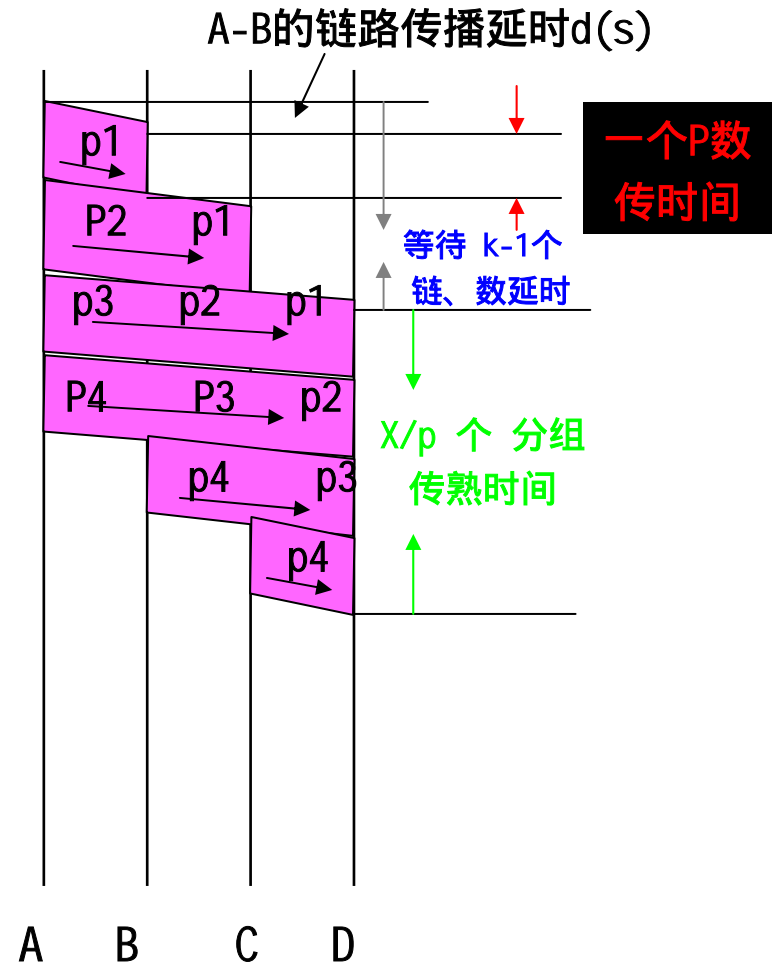 A-B的链路传播延时d(s)
一个P数
传时间
p1
P2 p1
等待 k-1个
链、数延时
p3 p2 p1
P4 P3 p2
X/p 个 分组
传熟时间
p4 p3
p4
A B C D